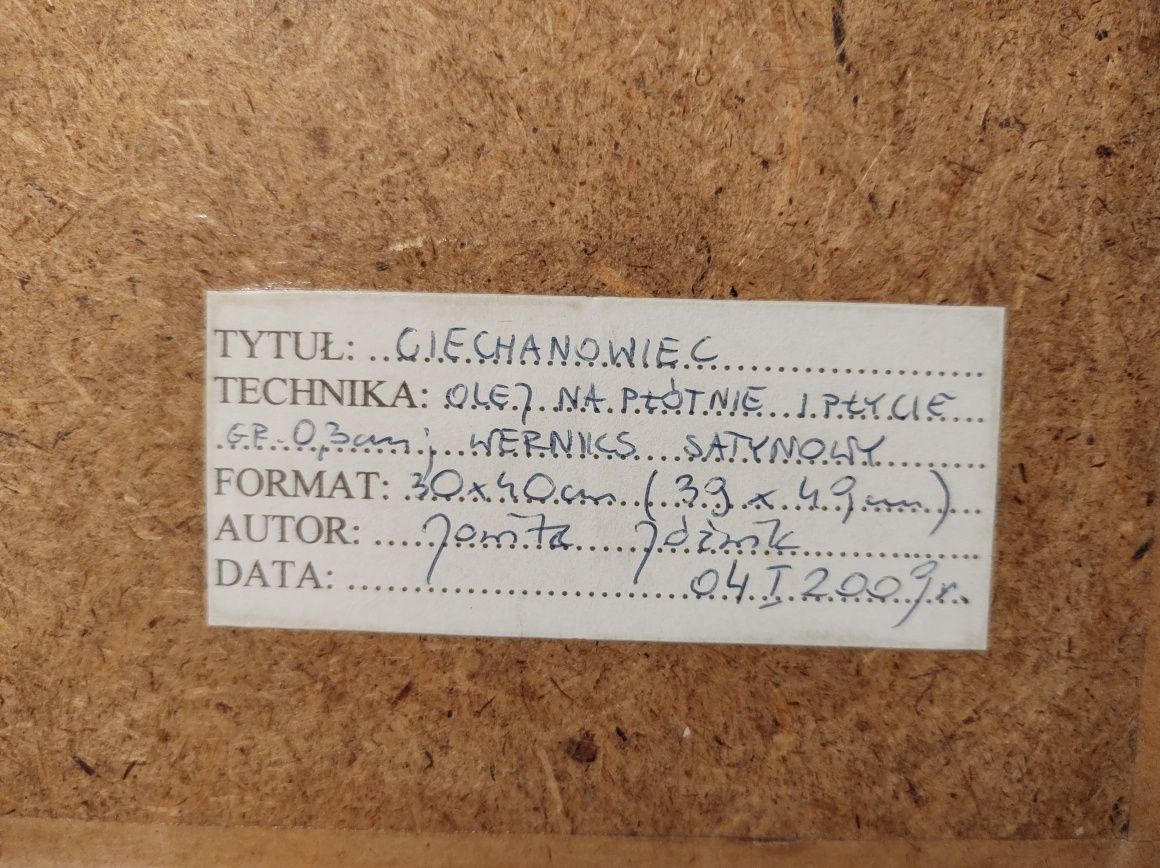 TYTUŁ: CIECHANOWIEC
TECHNIKA: OLEJ NA PŁÓTNIE I PŁYCIE
GR. 0,3cm; WERNIKS SATYNOWY
FORMAT: 30x40cm (39 x 49cm)
AUTOR:
DATA: 04 I 2009r.